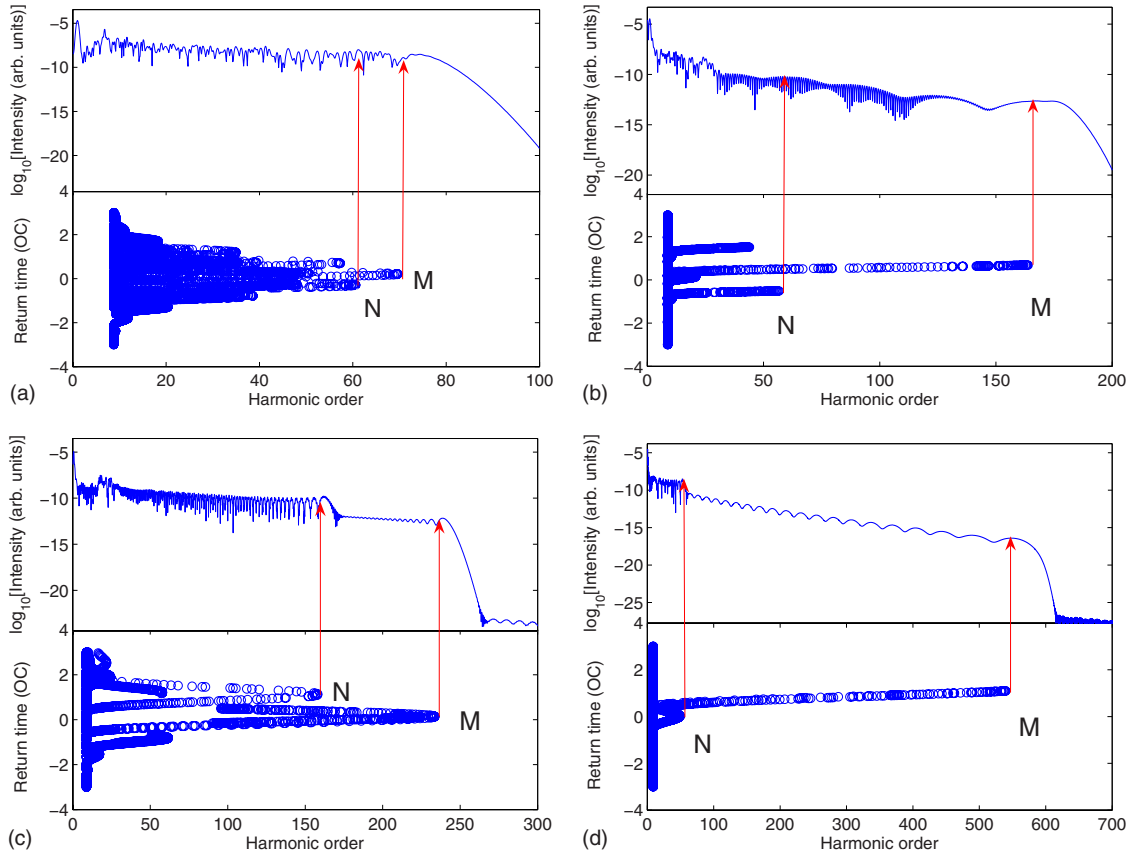 log10[Intensity (arb. units)]
−5
−10
−15
−20
4
2
0
−2
−4
Return time (OC)
N
M
0 20 40 60 80 100
Harmonic order
(a)
log10[Intensity (arb. units)]
−5
−10
−15
−20
4
2
0
−2
−4
Return time (OC)
N
M
0 50 100 150 200
Harmonic order
(b)
log10[Intensity (arb. units)]
−5
−10
−15
−20
4
2
0
−2
−4
Return time (OC)
N
M
0 50 100 150 200 250 300
Harmonic order
(c)
log10[Intensity (arb. units)]
−5
−10
−15
−20
−25
4
2
0
−2
−4
Return time (OC)
N
M
0 100 200 300 400 500 600 700
Harmonic order
(d)